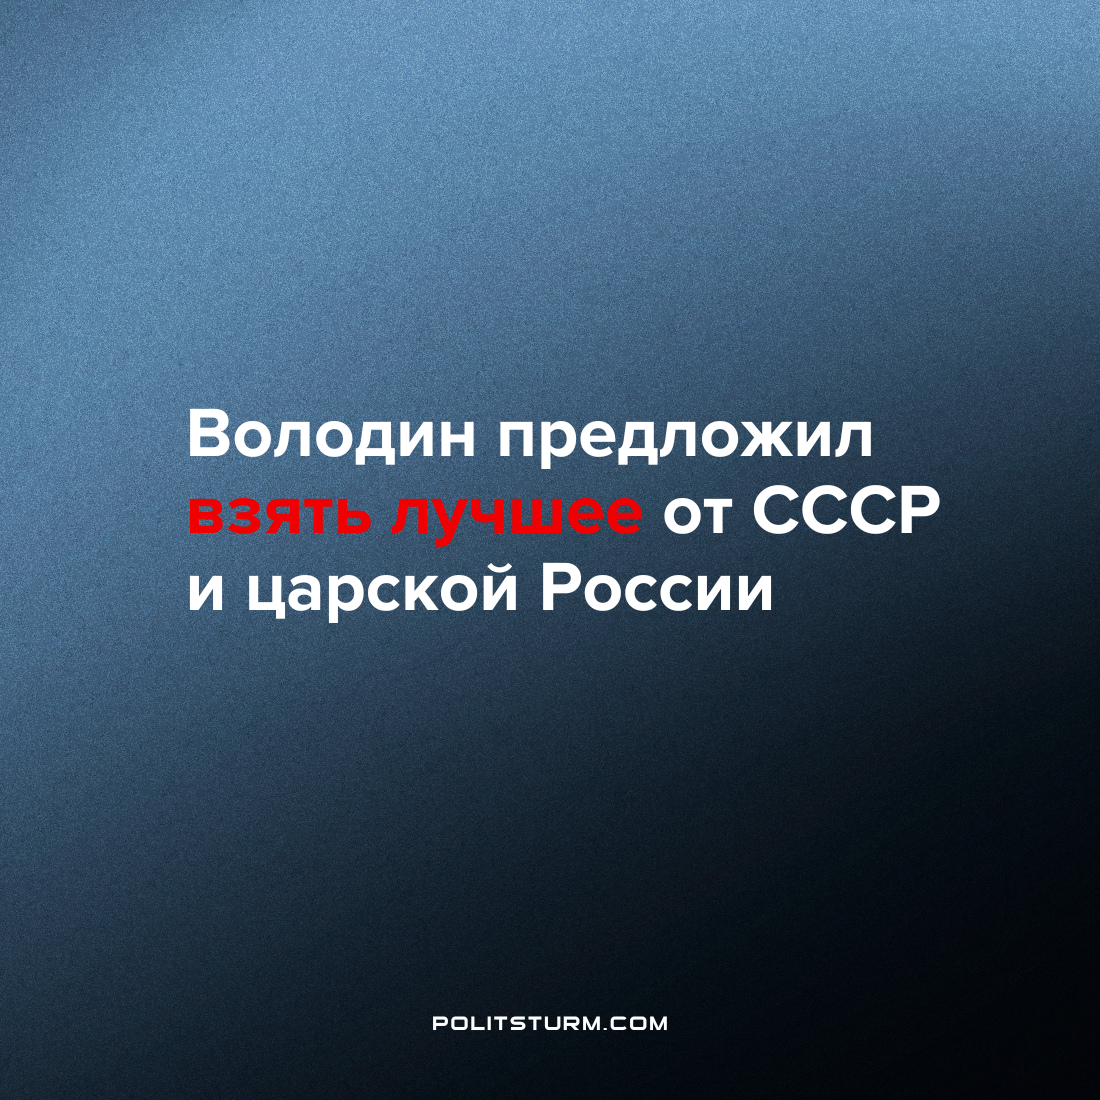 Володин предложил
взять лучшее от СССР
и царской России
POLITSTURM.COM